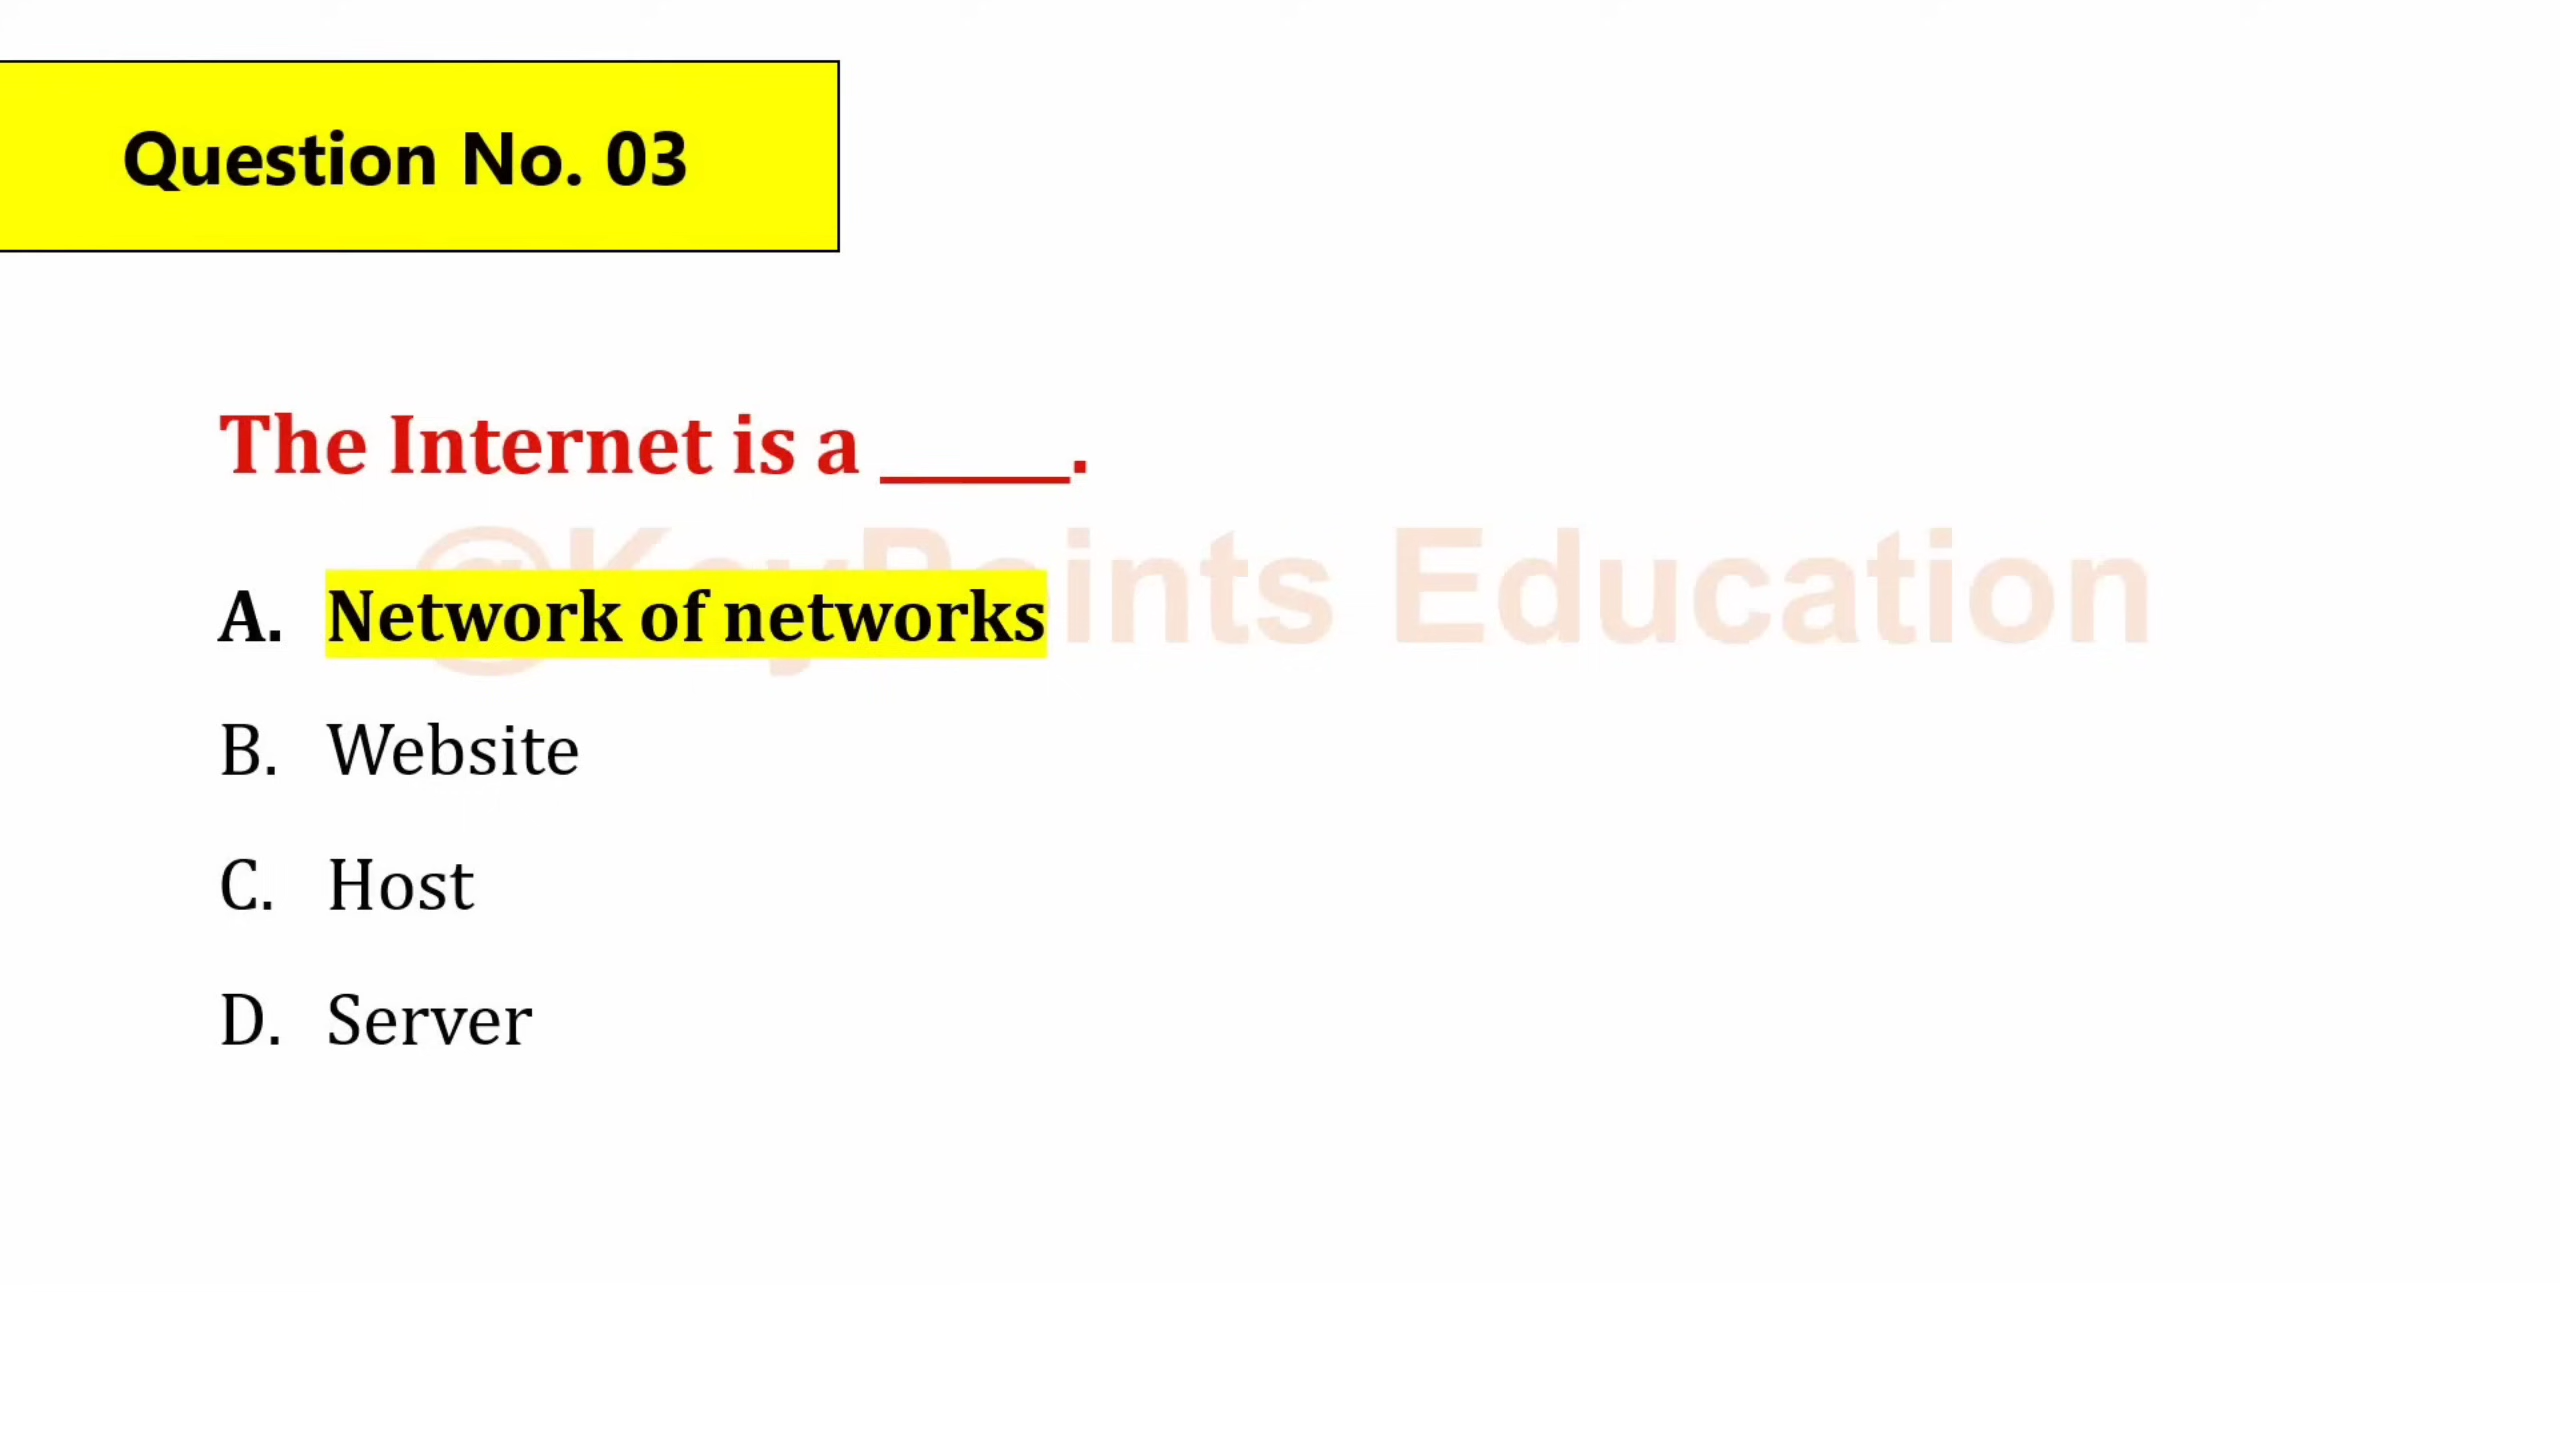 Question No. 03
The Internet is a _____.
@KeyPoints Education
A. Network of networks
B. Website
C. Host
D. Server